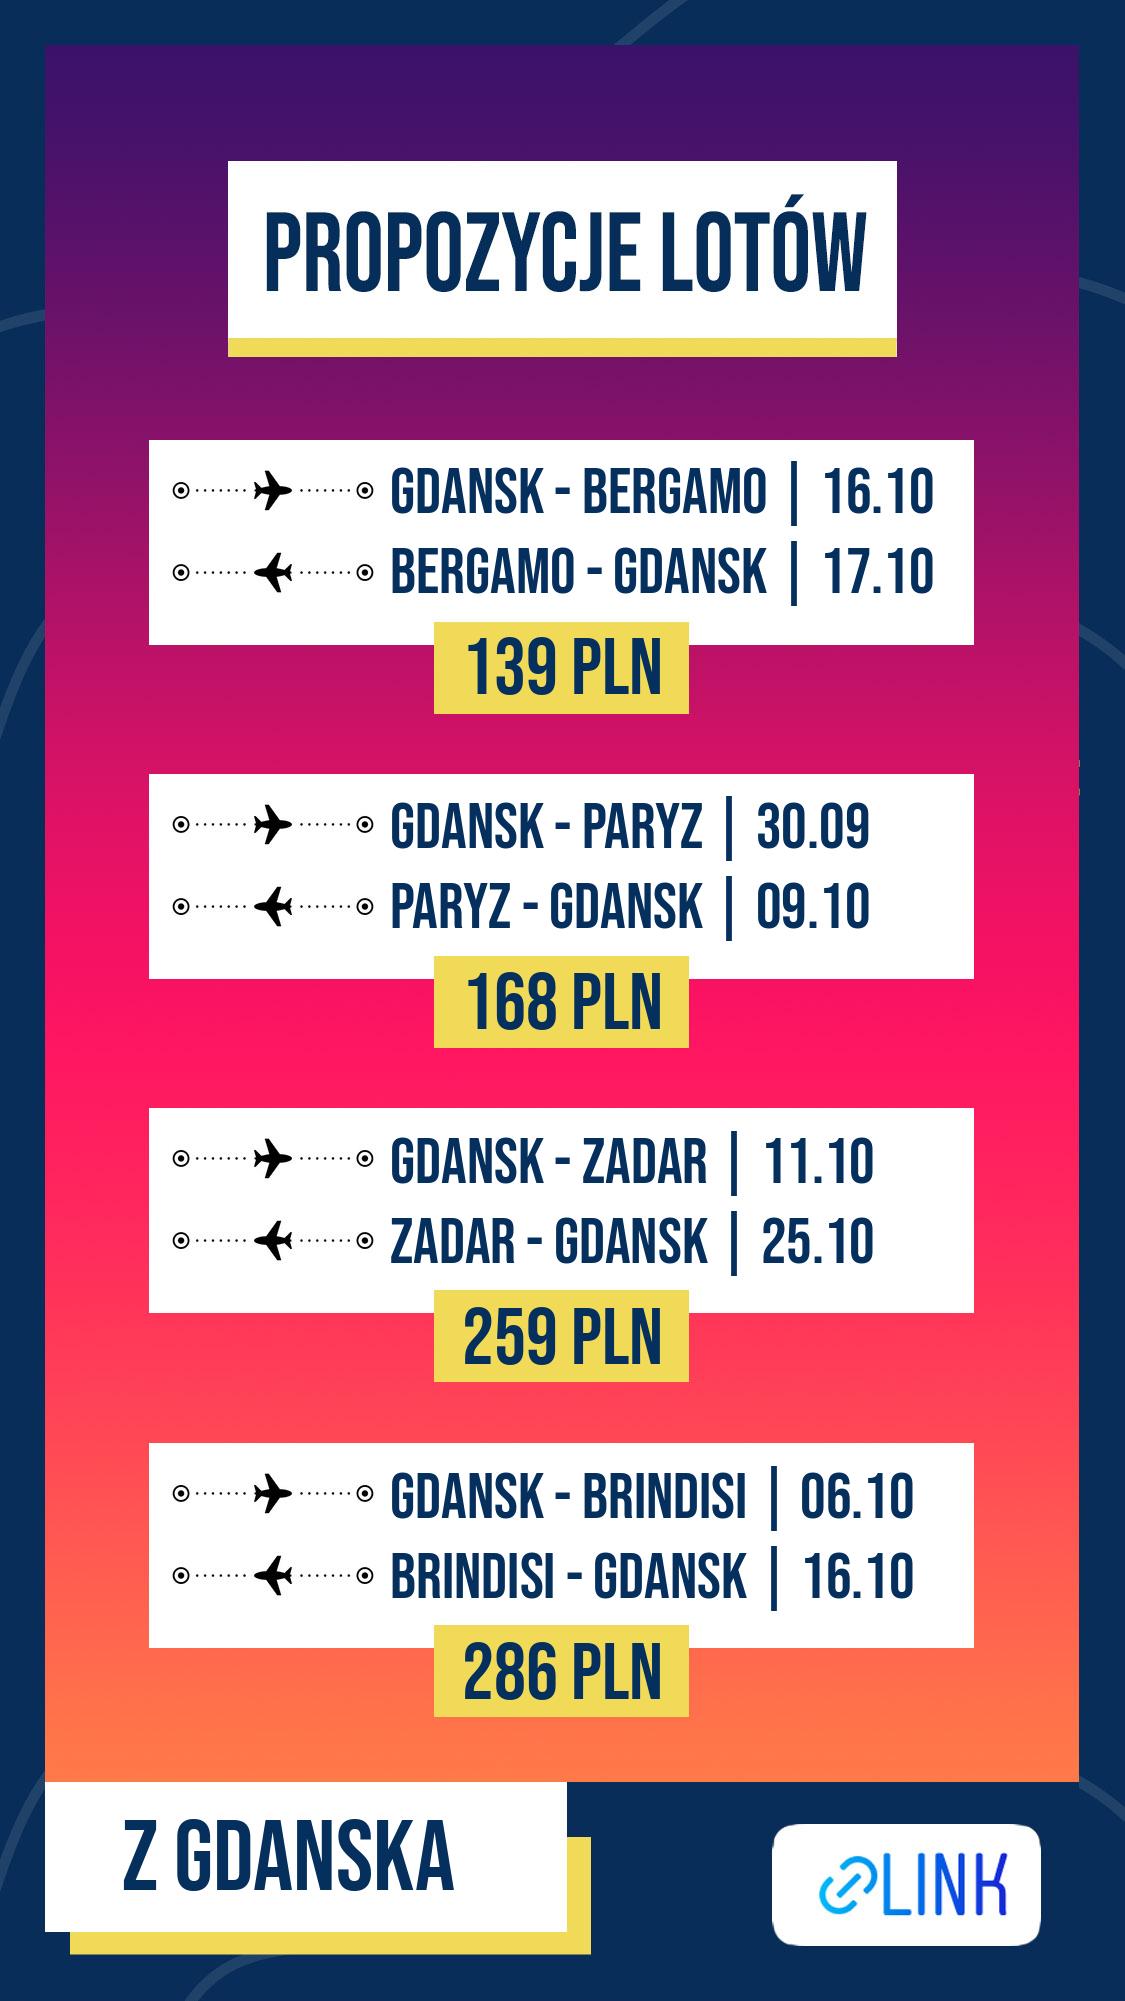 PROPOZYCJE LOTÓW
GDANSK - BERGAMO | 16.10
BERGAMO - GDANSK | 17.10
139 PLN
GDANSK - PARYZ | 30.09
PARYZ - GDANSK | 09.10
168 PLN
GDANSK - ZADAR | 11.10
ZADAR - GDANSK | 25.10
259 PLN
GDANSK - BRINDISI | 06.10
BRINDISI - GDANSK | 16.10
286 PLN
Z GDANSKA
LINK